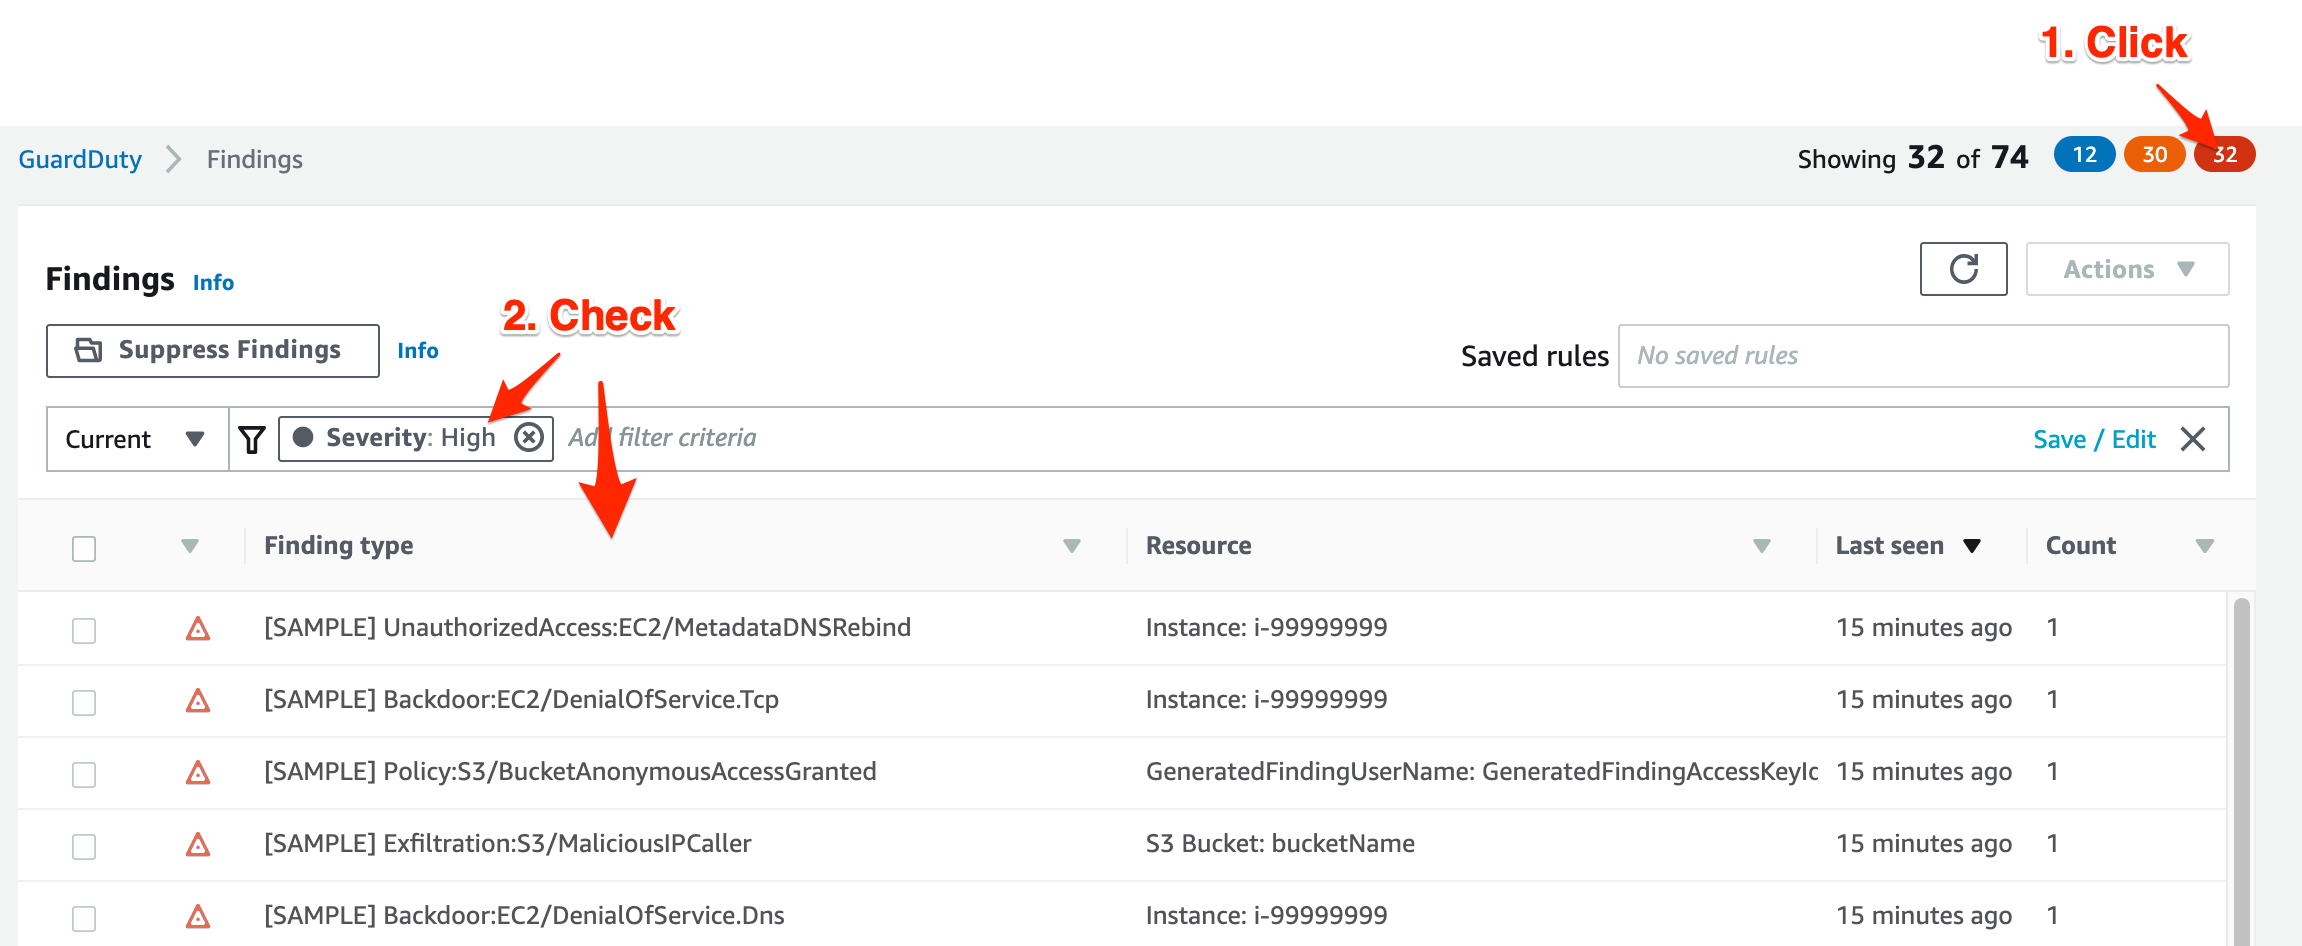 1. Click
GuardDuty Findings Showing 32 of 74 12 30 32
Findings Info
Actions
2. Check
Suppress Findings Info
Saved rules No saved rules
Current Severity: High Add filter criteria Save / Edit
Finding type Resource Last seen Count
[SAMPLE] UnauthorizedAccess:EC2/MetadataDNSRebind Instance: i-99999999 15 minutes ago 1
[SAMPLE] Backdoor:EC2/DenialOfService.Tcp Instance: i-99999999 15 minutes ago 1
[SAMPLE] Policy:S3/BucketAnonymousAccessGranted GeneratedFindingUserName: GeneratedFindingAccessKeyIc 15 minutes ago 1
[SAMPLE] Exfiltration:S3/MaliciousIPCaller S3 Bucket: bucketName 15 minutes ago 1
[SAMPLE] Backdoor:EC2/DenialOfService.Dns Instance: i-99999999 15 minutes ago 1